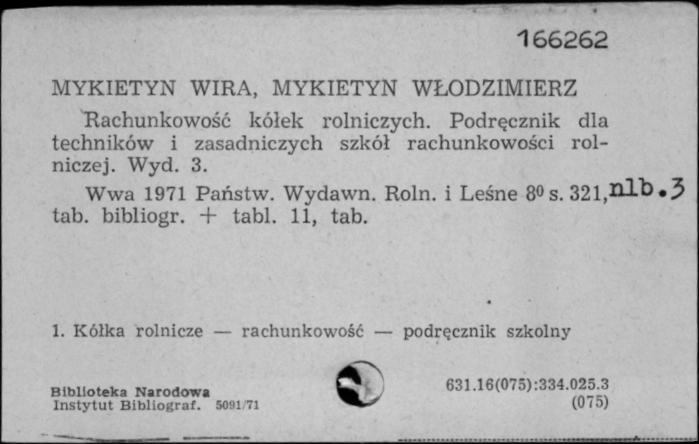 166262
MYKIETYN WIRA, MYKIETYN WŁODZIMIERZ
Rachunkowość kółek rolniczych. Podręcznik dla
techników i zasadniczych szkół rachunkowości rol-
niczej. Wyd. 3.
Wwa 1971 Państw. Wydawn. Roln. i Leśne 8⁰ s. 321, nlb. 3
tab. bibliogr. + tabl. 11, tab.
1. Kółka rolnicze — rachunkowość — podręcznik szkolny
Biblioteka Narodowa
Instytut Bibliograf. 5091/71
631.16(075):334.025.3
(075)